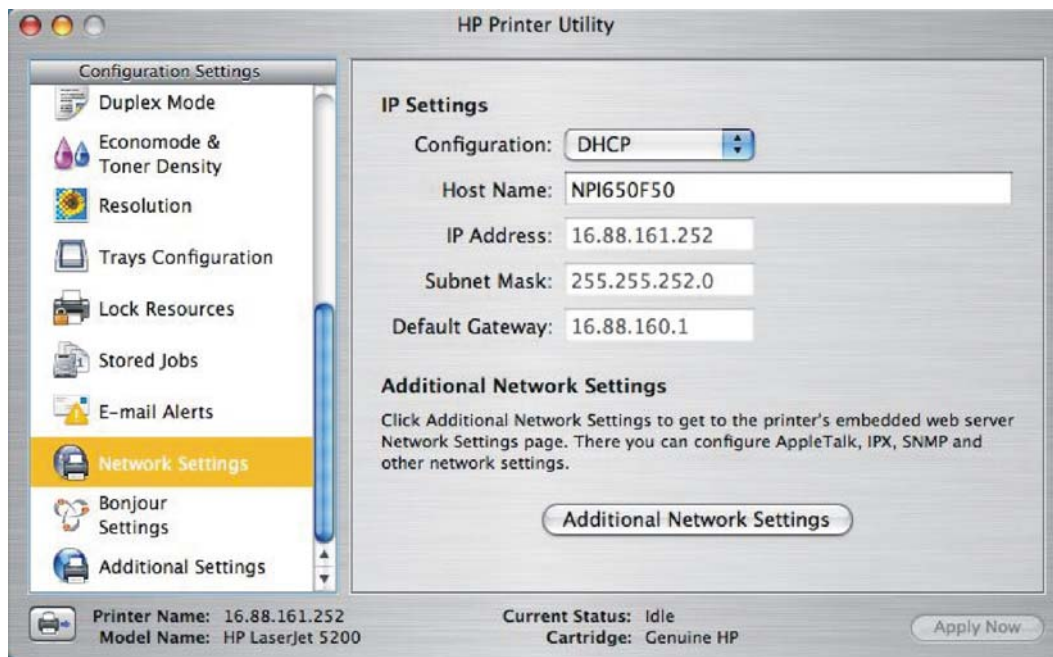 HP Printer Utility
Configuration Settings
Duplex Mode
Economode &
Toner Density
Resolution
Trays Configuration
Lock Resources
Stored Jobs
1
E-mail Alerts
Network Settings
Bonjour
Settings
Additional Settings
IP Settings
Configuration: DHCP
Host Name: NPI650F50
IP Address: 16.88.161.252
Subnet Mask: 255.255.252.0
Default Gateway: 16.88.160.1
Additional Network Settings
Click Additional Network Settings to get to the printer's embedded web server
Network Settings page. There you can configure AppleTalk, IPX, SNMP and
other network settings.
Additional Network Settings
Printer Name: 16.88.161.252
Model Name: HP LaserJet 5200
Current Status: Idle
Cartridge: Genuine HP
Apply Now